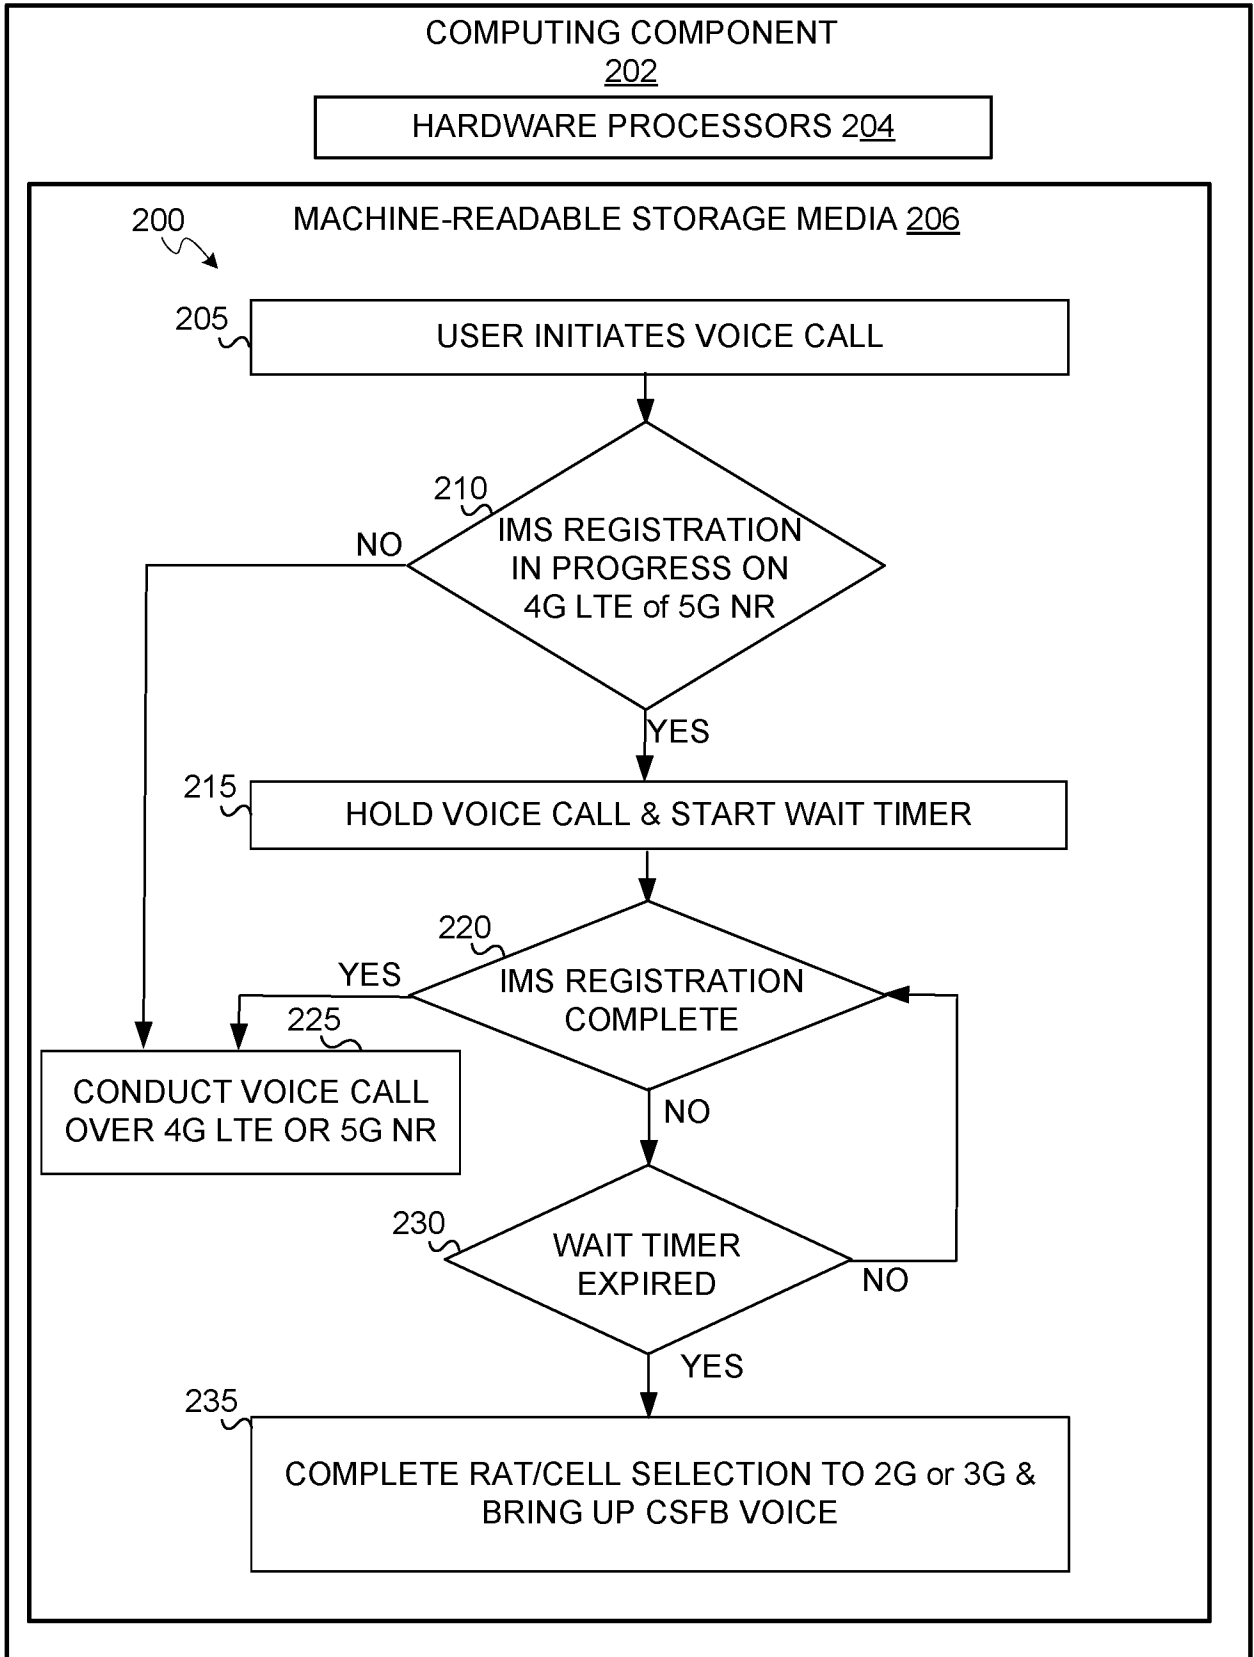 COMPUTING COMPONENT
202
HARDWARE PROCESSORS 204
200
MACHINE-READABLE STORAGE MEDIA 206
205
USER INITIATES VOICE CALL
210
IMS REGISTRATION
IN PROGRESS ON
4G LTE of 5G NR
NO
YES
215
HOLD VOICE CALL & START WAIT TIMER
220
IMS REGISTRATION
COMPLETE
YES
225
CONDUCT VOICE CALL
OVER 4G LTE OR 5G NR
NO
230
WAIT TIMER
EXPIRED
NO
YES
235
COMPLETE RAT/CELL SELECTION TO 2G or 3G &
BRING UP CSFB VOICE